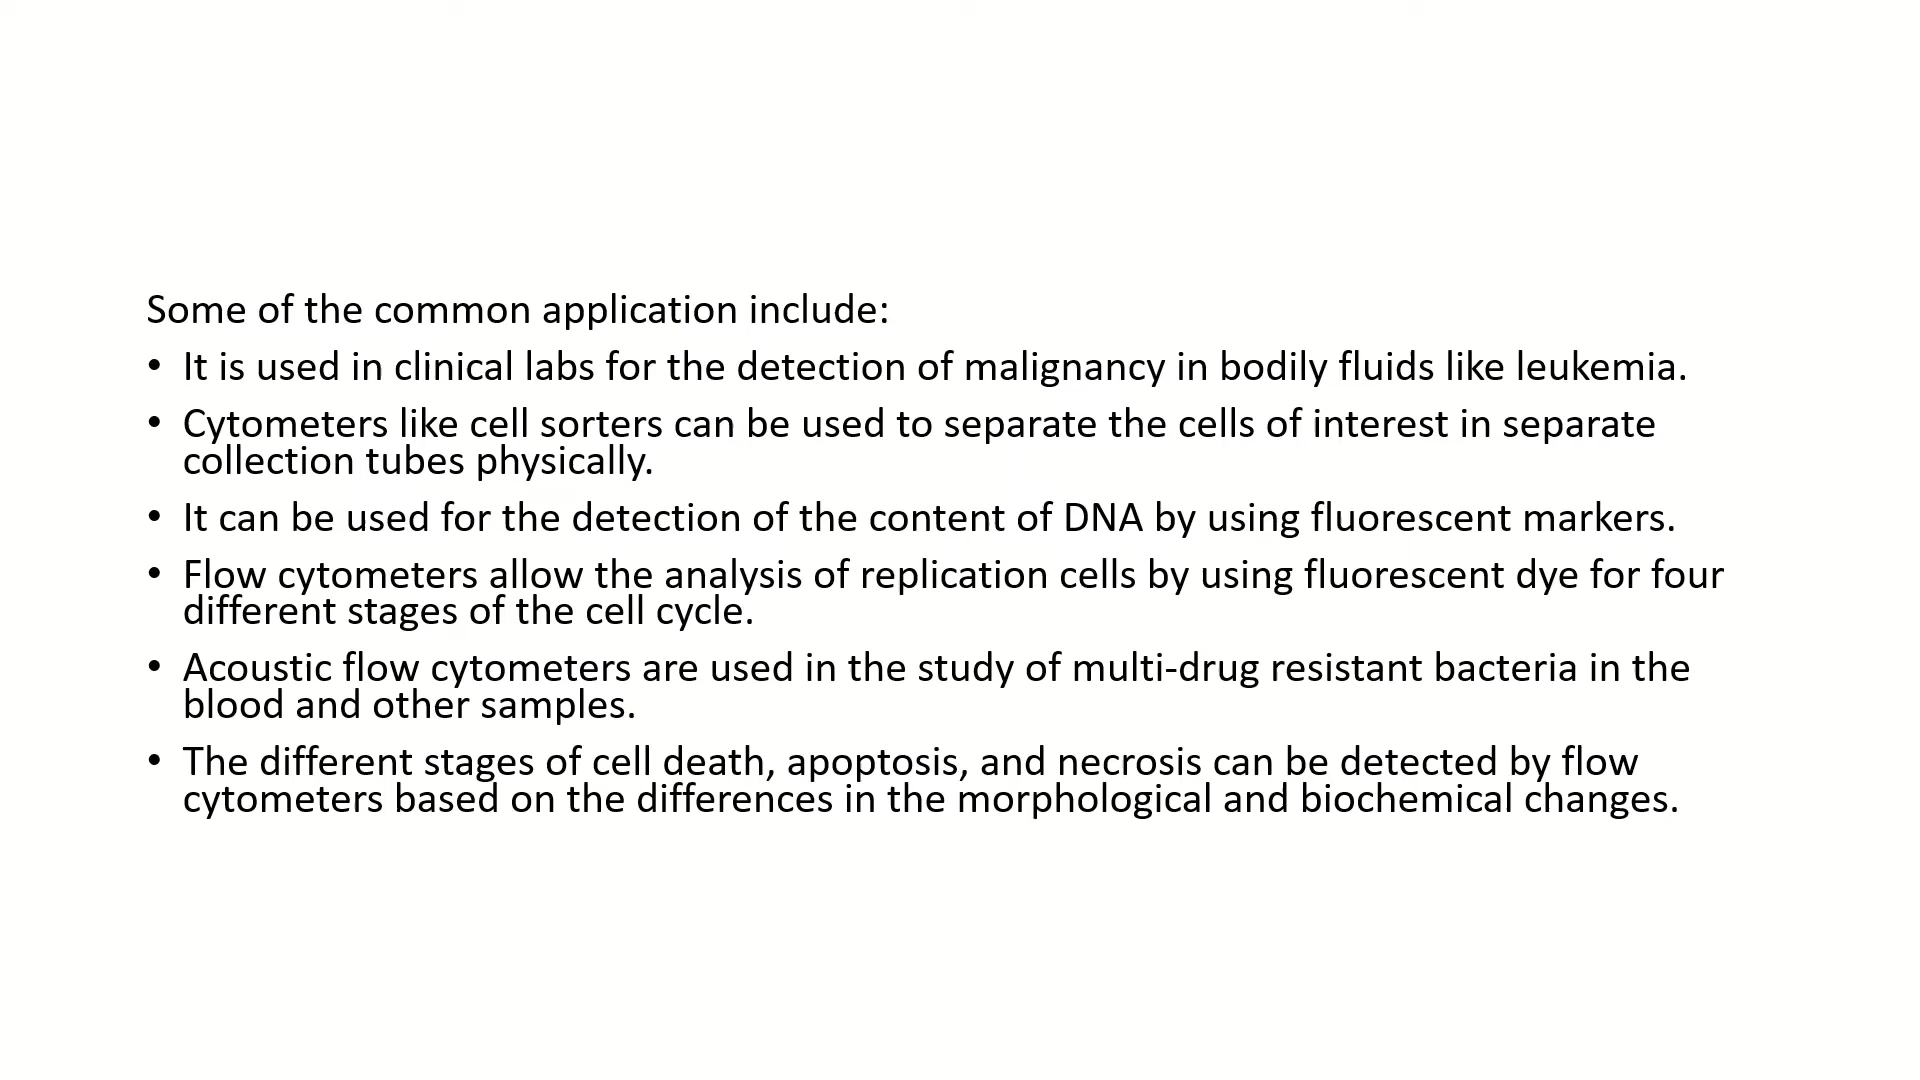 Some of the common application include:
• It is used in clinical labs for the detection of malignancy in bodily fluids like leukemia.
• Cytometers like cell sorters can be used to separate the cells of interest in separate
collection tubes physically.
• It can be used for the detection of the content of DNA by using fluorescent markers.
• Flow cytometers allow the analysis of replication cells by using fluorescent dye for four
different stages of the cell cycle.
• Acoustic flow cytometers are used in the study of multi-drug resistant bacteria in the
blood and other samples.
• The different stages of cell death, apoptosis, and necrosis can be detected by flow
cytometers based on the differences in the morphological and biochemical changes.